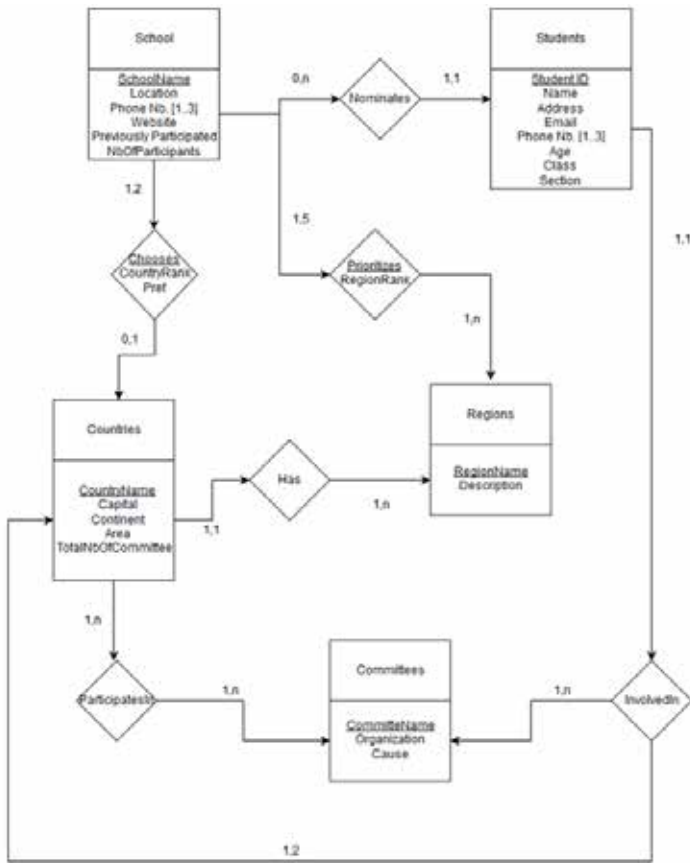 School
SchoolName
Location
Phone Nb. [1..3]
Website
Previously Participated
NbOfParticipants
0,n
Nominates
1,1
Students
Student ID
Name
Address
Email
Phone Nb. [1..3]
Age
Class
Section
1,2
1,5
1,1
Chooses
CountryRank
Pref
Prioritizes
RegionRank
0,1
1,n
Countries
CountryName
Capital
Continent
Area
TotalNbOfCommittee
1,1
Has
1,n
Regions
RegionName
Description
1,n
ParticipatesIn
1,n
Committees
CommitteName
Organization
Cause
1,n
InvolvedIn
1,2